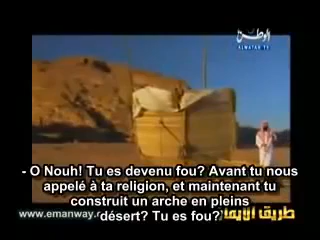 الوطن
ALWATAN TV
- O Nouh! Tu es devenu fou? Avant tu nous
appelé à ta religion, et maintenant tu
construit un arche en pleins
désert? Tu es fou?
www.emanway.
طريق الإيمان